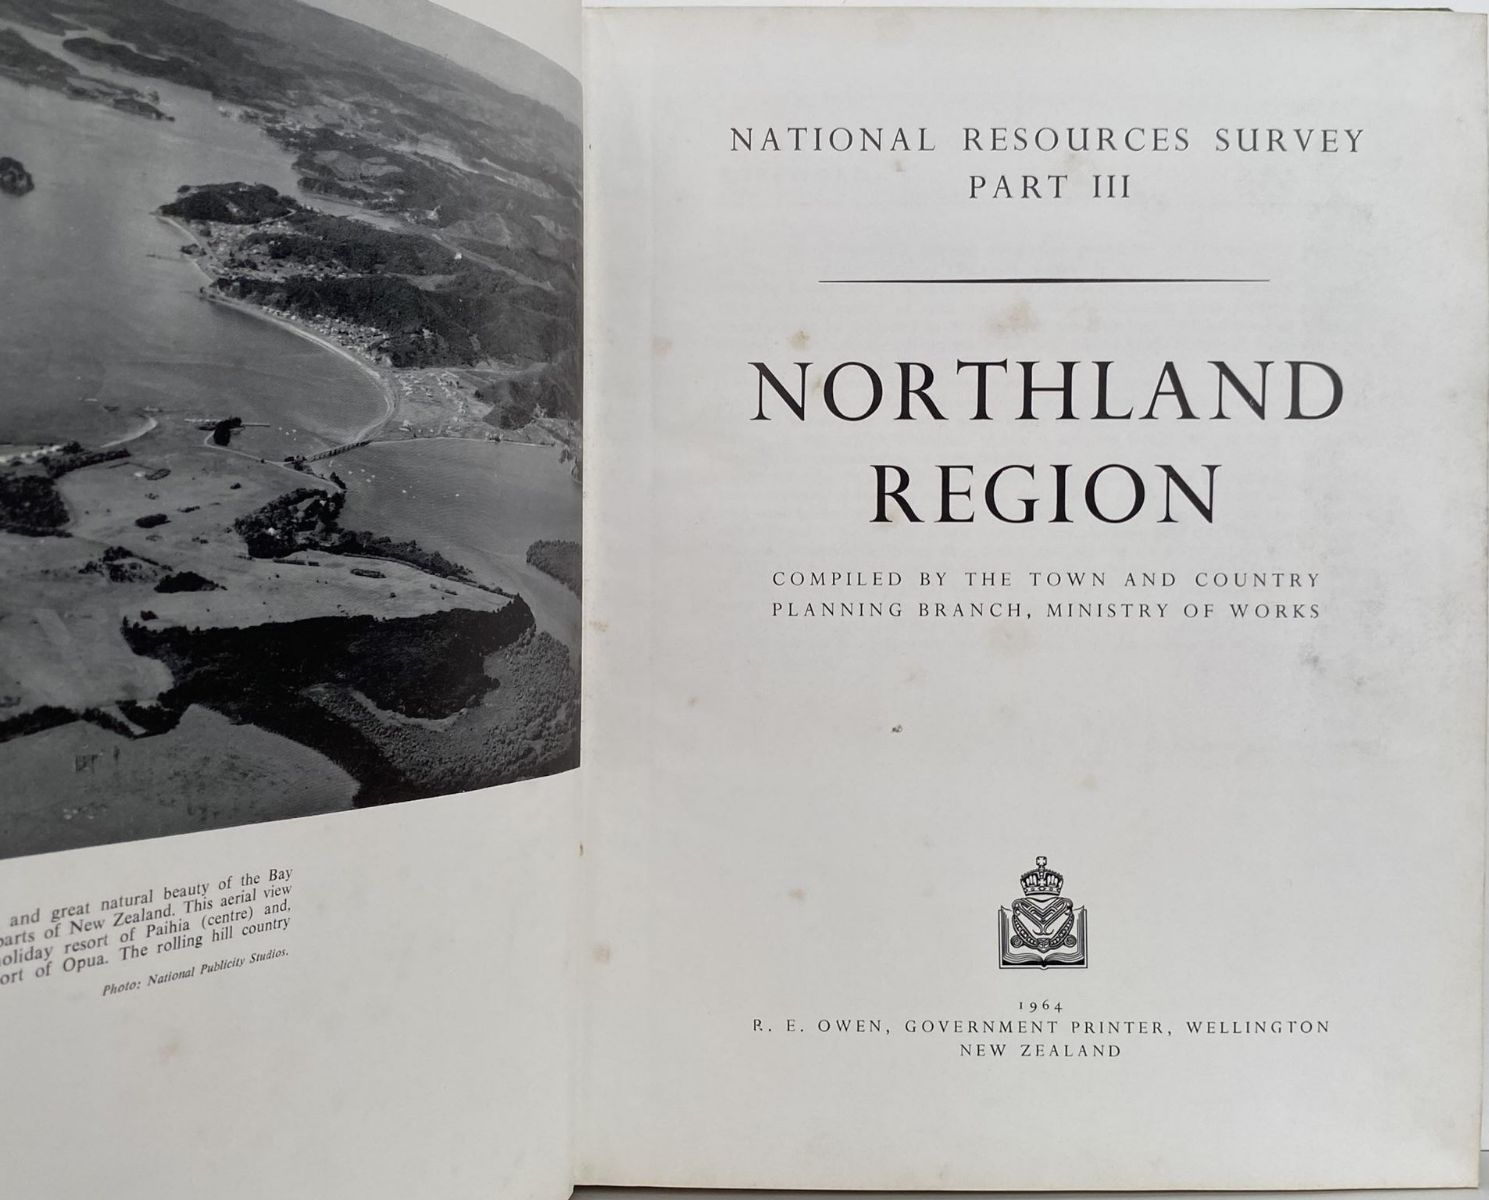 and great natural beauty of the Bay
parts of New Zealand. This aerial view
holiday resort of Paihia (centre) and,
ort of Opua. The rolling hill country
Photo: National Publicity Studios.
NATIONAL RESOURCES SURVEY
PART III
NORTHLAND
REGION
COMPILED BY THE TOWN AND COUNTRY
PLANNING BRANCH, MINISTRY OF WORKS
1964
R. E. OWEN, GOVERNMENT PRINTER, WELLINGTON
NEW ZEALAND